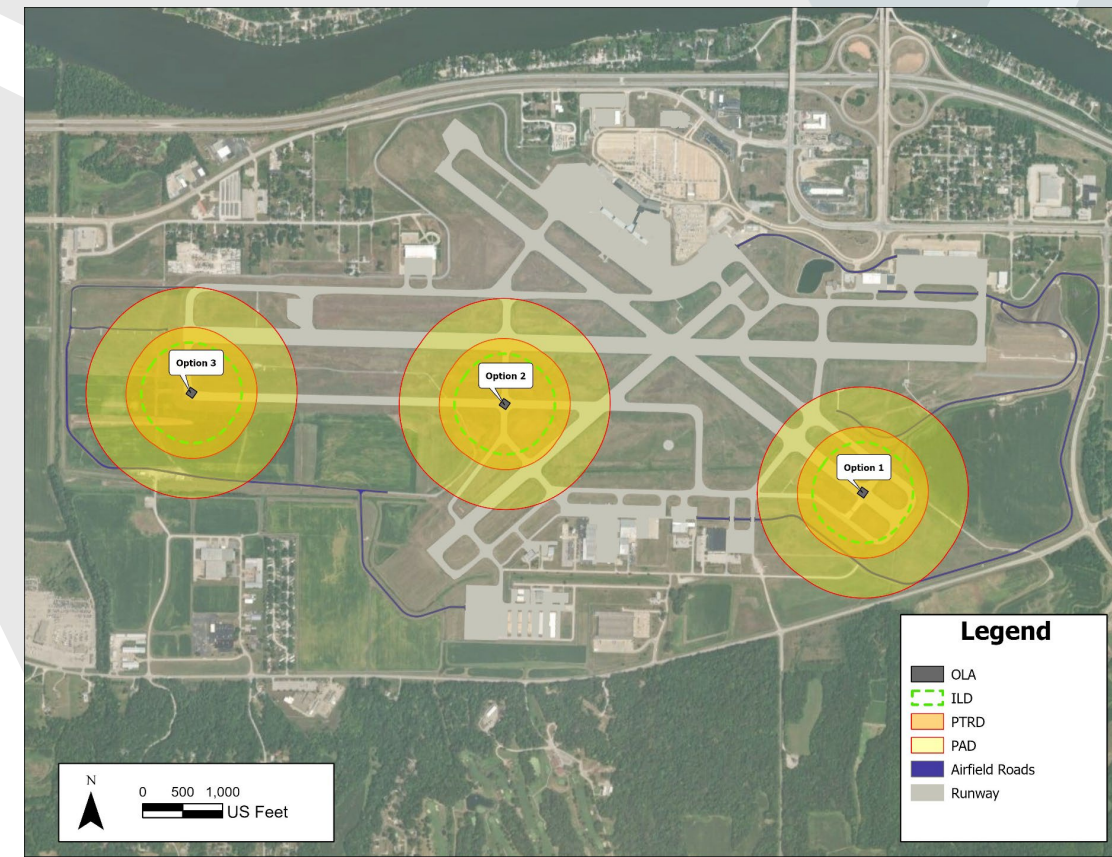 Option 3
Option 2
Option 1
Legend
OLA
ILD
PTRD
PAD
Airfield Roads
Runway
N
0 500 1,000
US Feet